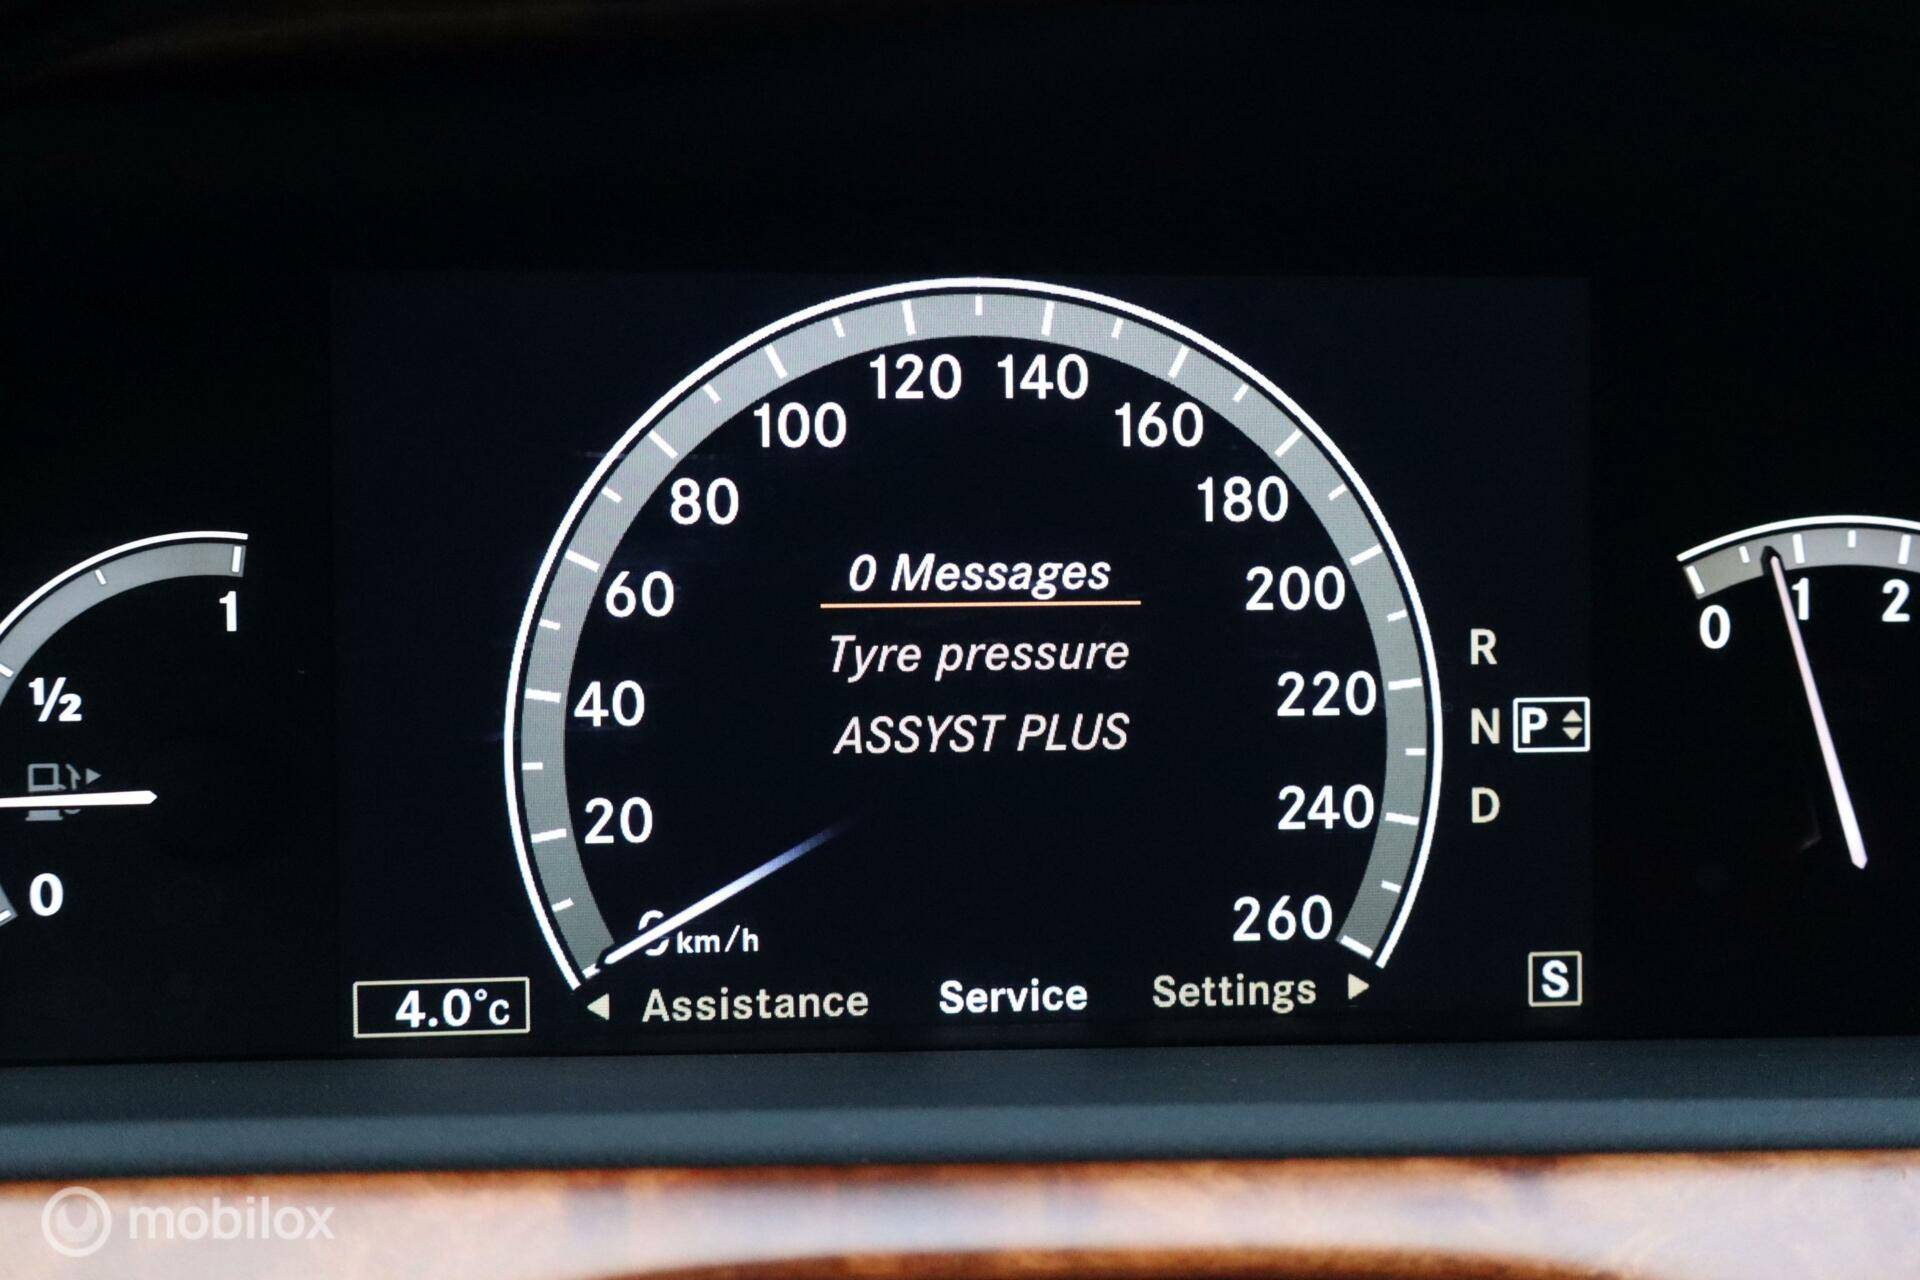 120 140
100 160
80 180
0 Messages
60 200
1
0 1 2
Tyre pressure
R
½
40 220
ASSYST PLUS
N P
20 240
D
0
260
0 km/h
4.0°c
Assistance Service Settings
S
mobilox